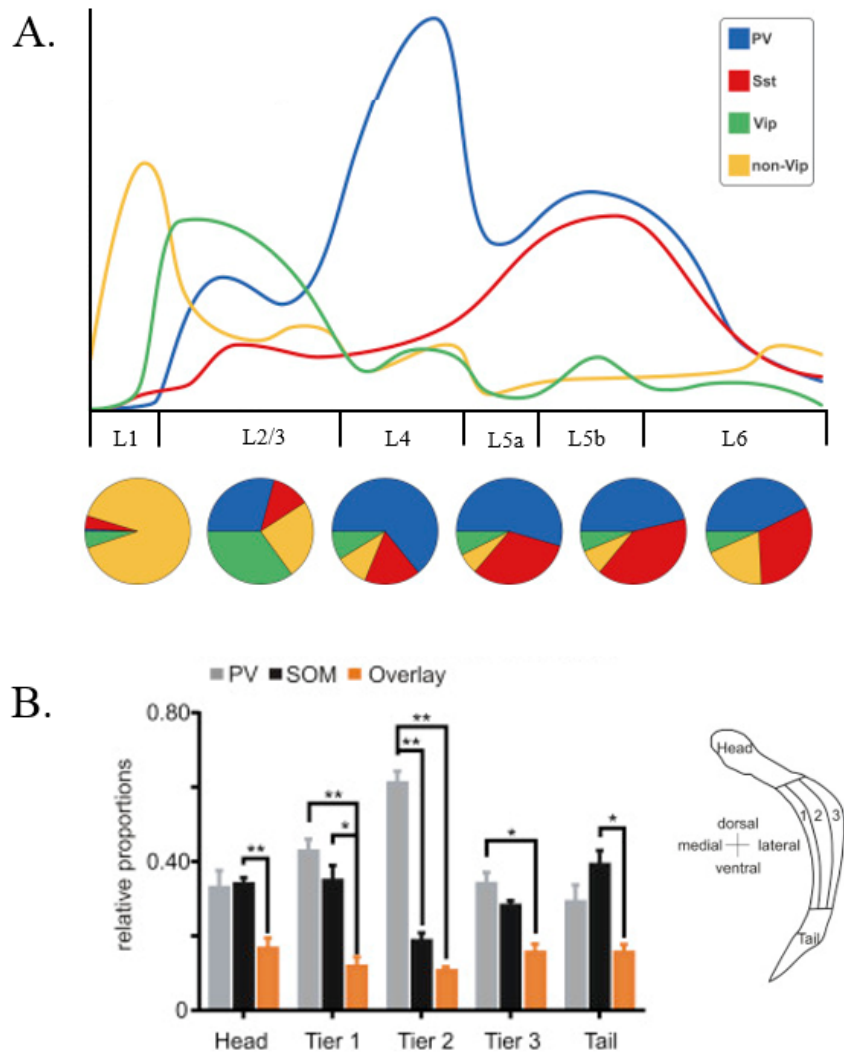 A.
PV
Sst
Vip
non-Vip
L1 L2/3 L4 L5a L5b L6
B.
PV SOM Overlay
relative proportions
0.80
0.40
0
** ** * ** ** * *
Head Tier 1 Tier 2 Tier 3 Tail
Head
1 2 3
dorsal
medial lateral
ventral
Tail